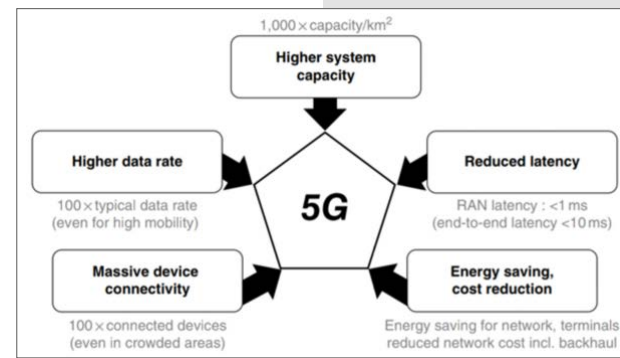 1,000×capacity/km²
Higher system
capacity
Higher data rate
100×typical data rate
(even for high mobility)
5G
Reduced latency
RAN latency : <1 ms
(end-to-end latency <10 ms)
Massive device
connectivity
100×connected devices
(even in crowded areas)
Energy saving,
cost reduction
Energy saving for network, terminals
reduced network cost incl. backhaul